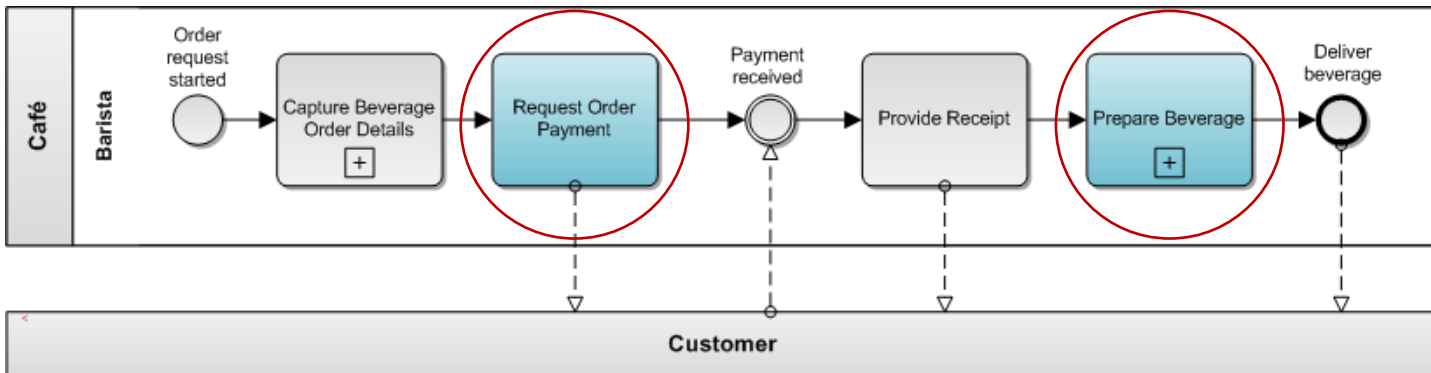 Café
Barista
Order
request
started
Capture Beverage
Order Details
+
Request Order
Payment
Payment
received
Provide Receipt
Prepare Beverage
+
Deliver
beverage
<
Customer